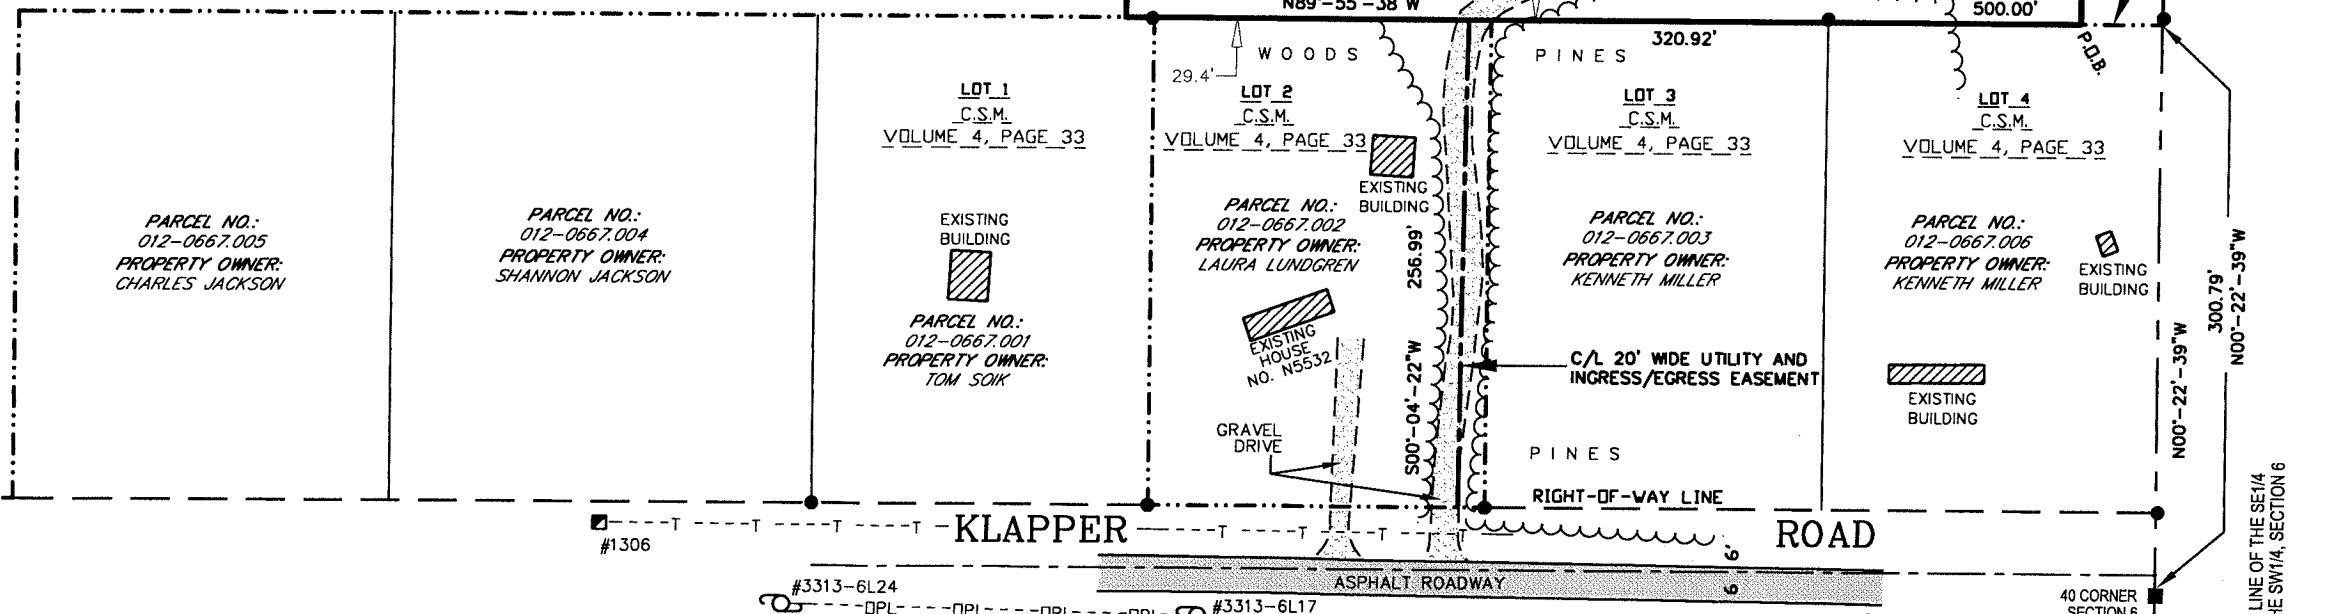 N89°-55'-38"W
500.00'
320.92'
P.O.B.
WOODS
PINES
29.4'
LOT 1
C.S.M.
VOLUME 4, PAGE 33
LOT 2
C.S.M.
VOLUME 4, PAGE 33
LOT 3
C.S.M.
VOLUME 4, PAGE 33
LOT 4
C.S.M.
VOLUME 4, PAGE 33
PARCEL NO.:
012-0667.005
PROPERTY OWNER:
CHARLES JACKSON
PARCEL NO.:
012-0667.004
PROPERTY OWNER:
SHANNON JACKSON
EXISTING
BUILDING
PARCEL NO.:
012-0667.001
PROPERTY OWNER:
TOM SOIK
EXISTING
BUILDING
PARCEL NO.:
012-0667.002
PROPERTY OWNER:
LAURA LUNDGREN
EXISTING
HOUSE
NO. N5532
GRAVEL
DRIVE
256.99'
S00°-04'-22"W
PARCEL NO.:
012-0667.003
PROPERTY OWNER:
KENNETH MILLER
C/L 20' WIDE UTILITY AND
INGRESS/EGRESS EASEMENT
PINES
RIGHT-OF-WAY LINE
PARCEL NO.:
012-0667.006
PROPERTY OWNER:
KENNETH MILLER
EXISTING
BUILDING
EXISTING
BUILDING
N00°-22'-39"W
300.79'
N00°-22'-39"W
LINE OF THE SE1/4
HE SW1/4, SECTION 6
T T T T
KLAPPER
T T T T
ROAD
#1306
6'
6
ASPHALT ROADWAY
#3313-6L24
OPL OPL OPL OPL
#3313-6L17
40 CORNER
SECTION 6